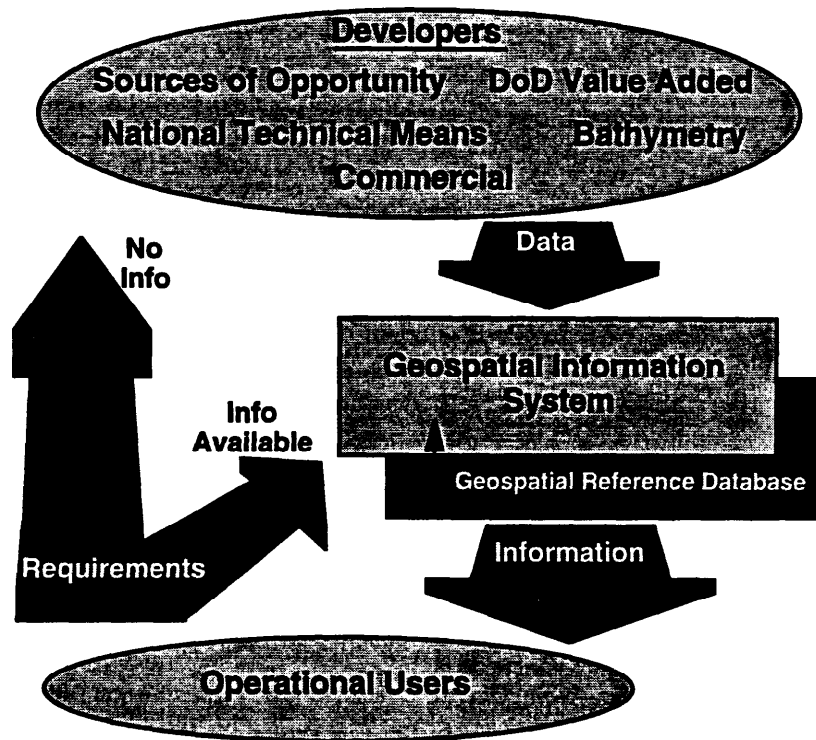 Developers
Sources of Opportunity DoD Value Added
National Technical Means Bathymetry
Commercial
No
Info
Data
Geospatial Information
System
Info
Available
Geospatial Reference Database
Requirements
Information
Operational Users